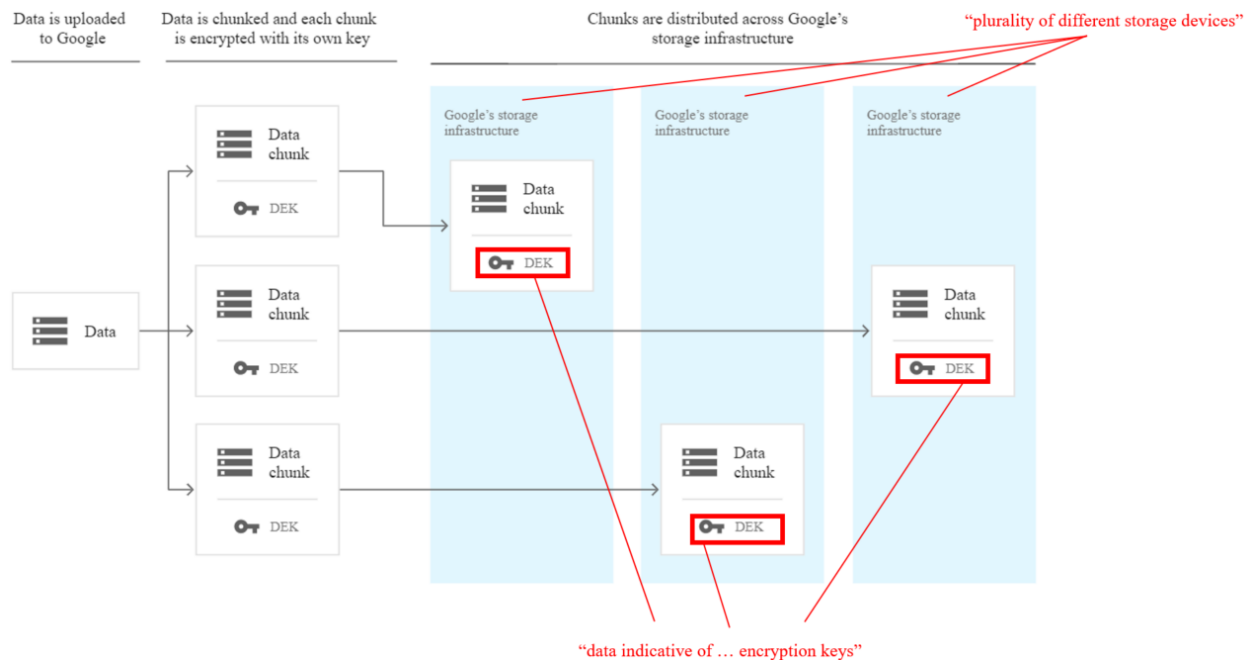 Data is uploaded
to Google
Data is chunked and each chunk
is encrypted with its own key
Chunks are distributed across Google's
storage infrastructure
“plurality of different storage devices”
Google's storage
infrastructure
Google's storage
infrastructure
Google's storage
infrastructure
Data
chunk
DEK
Data
chunk
DEK
Data
Data
chunk
DEK
Data
chunk
DEK
Data
chunk
DEK
Data
chunk
DEK
“data indicative of … encryption keys”